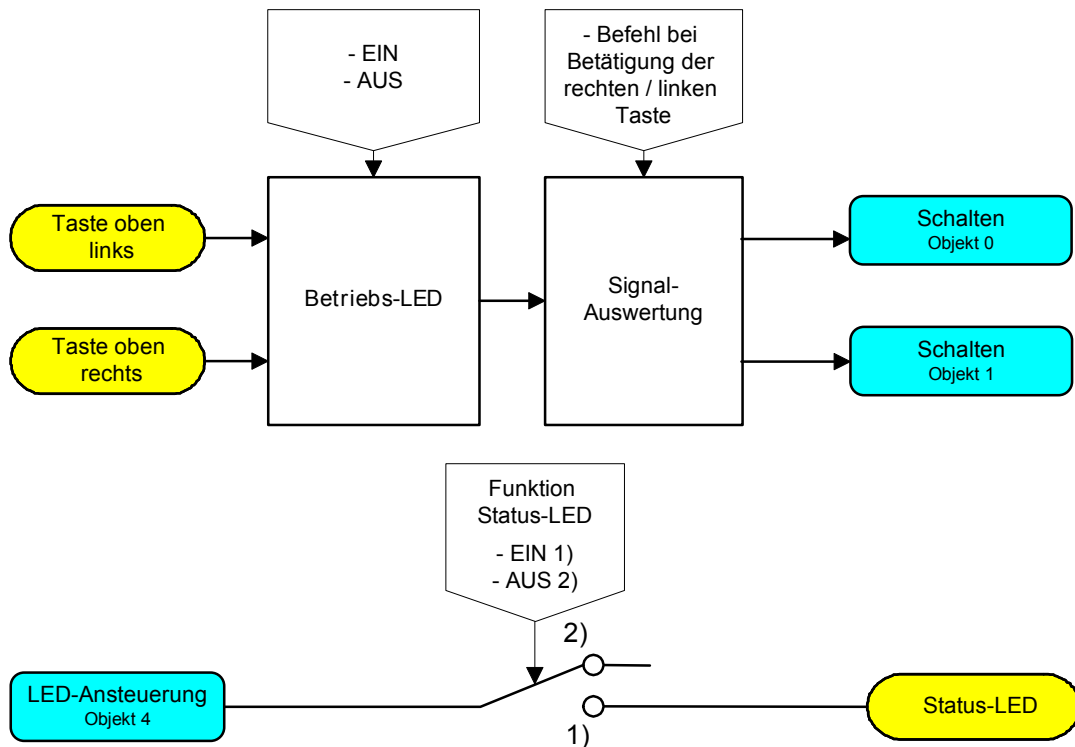 - EIN
- AUS
- Befehl bei
Betätigung der
rechten / linken
Taste
Taste oben
links
Taste oben
rechts
Betriebs-LED
Signal-
Auswertung
Schalten
Objekt 0
Schalten
Objekt 1
Funktion
Status-LED
- EIN 1)
- AUS 2)
2)
LED-Ansteuerung
Objekt 4
1)
Status-LED